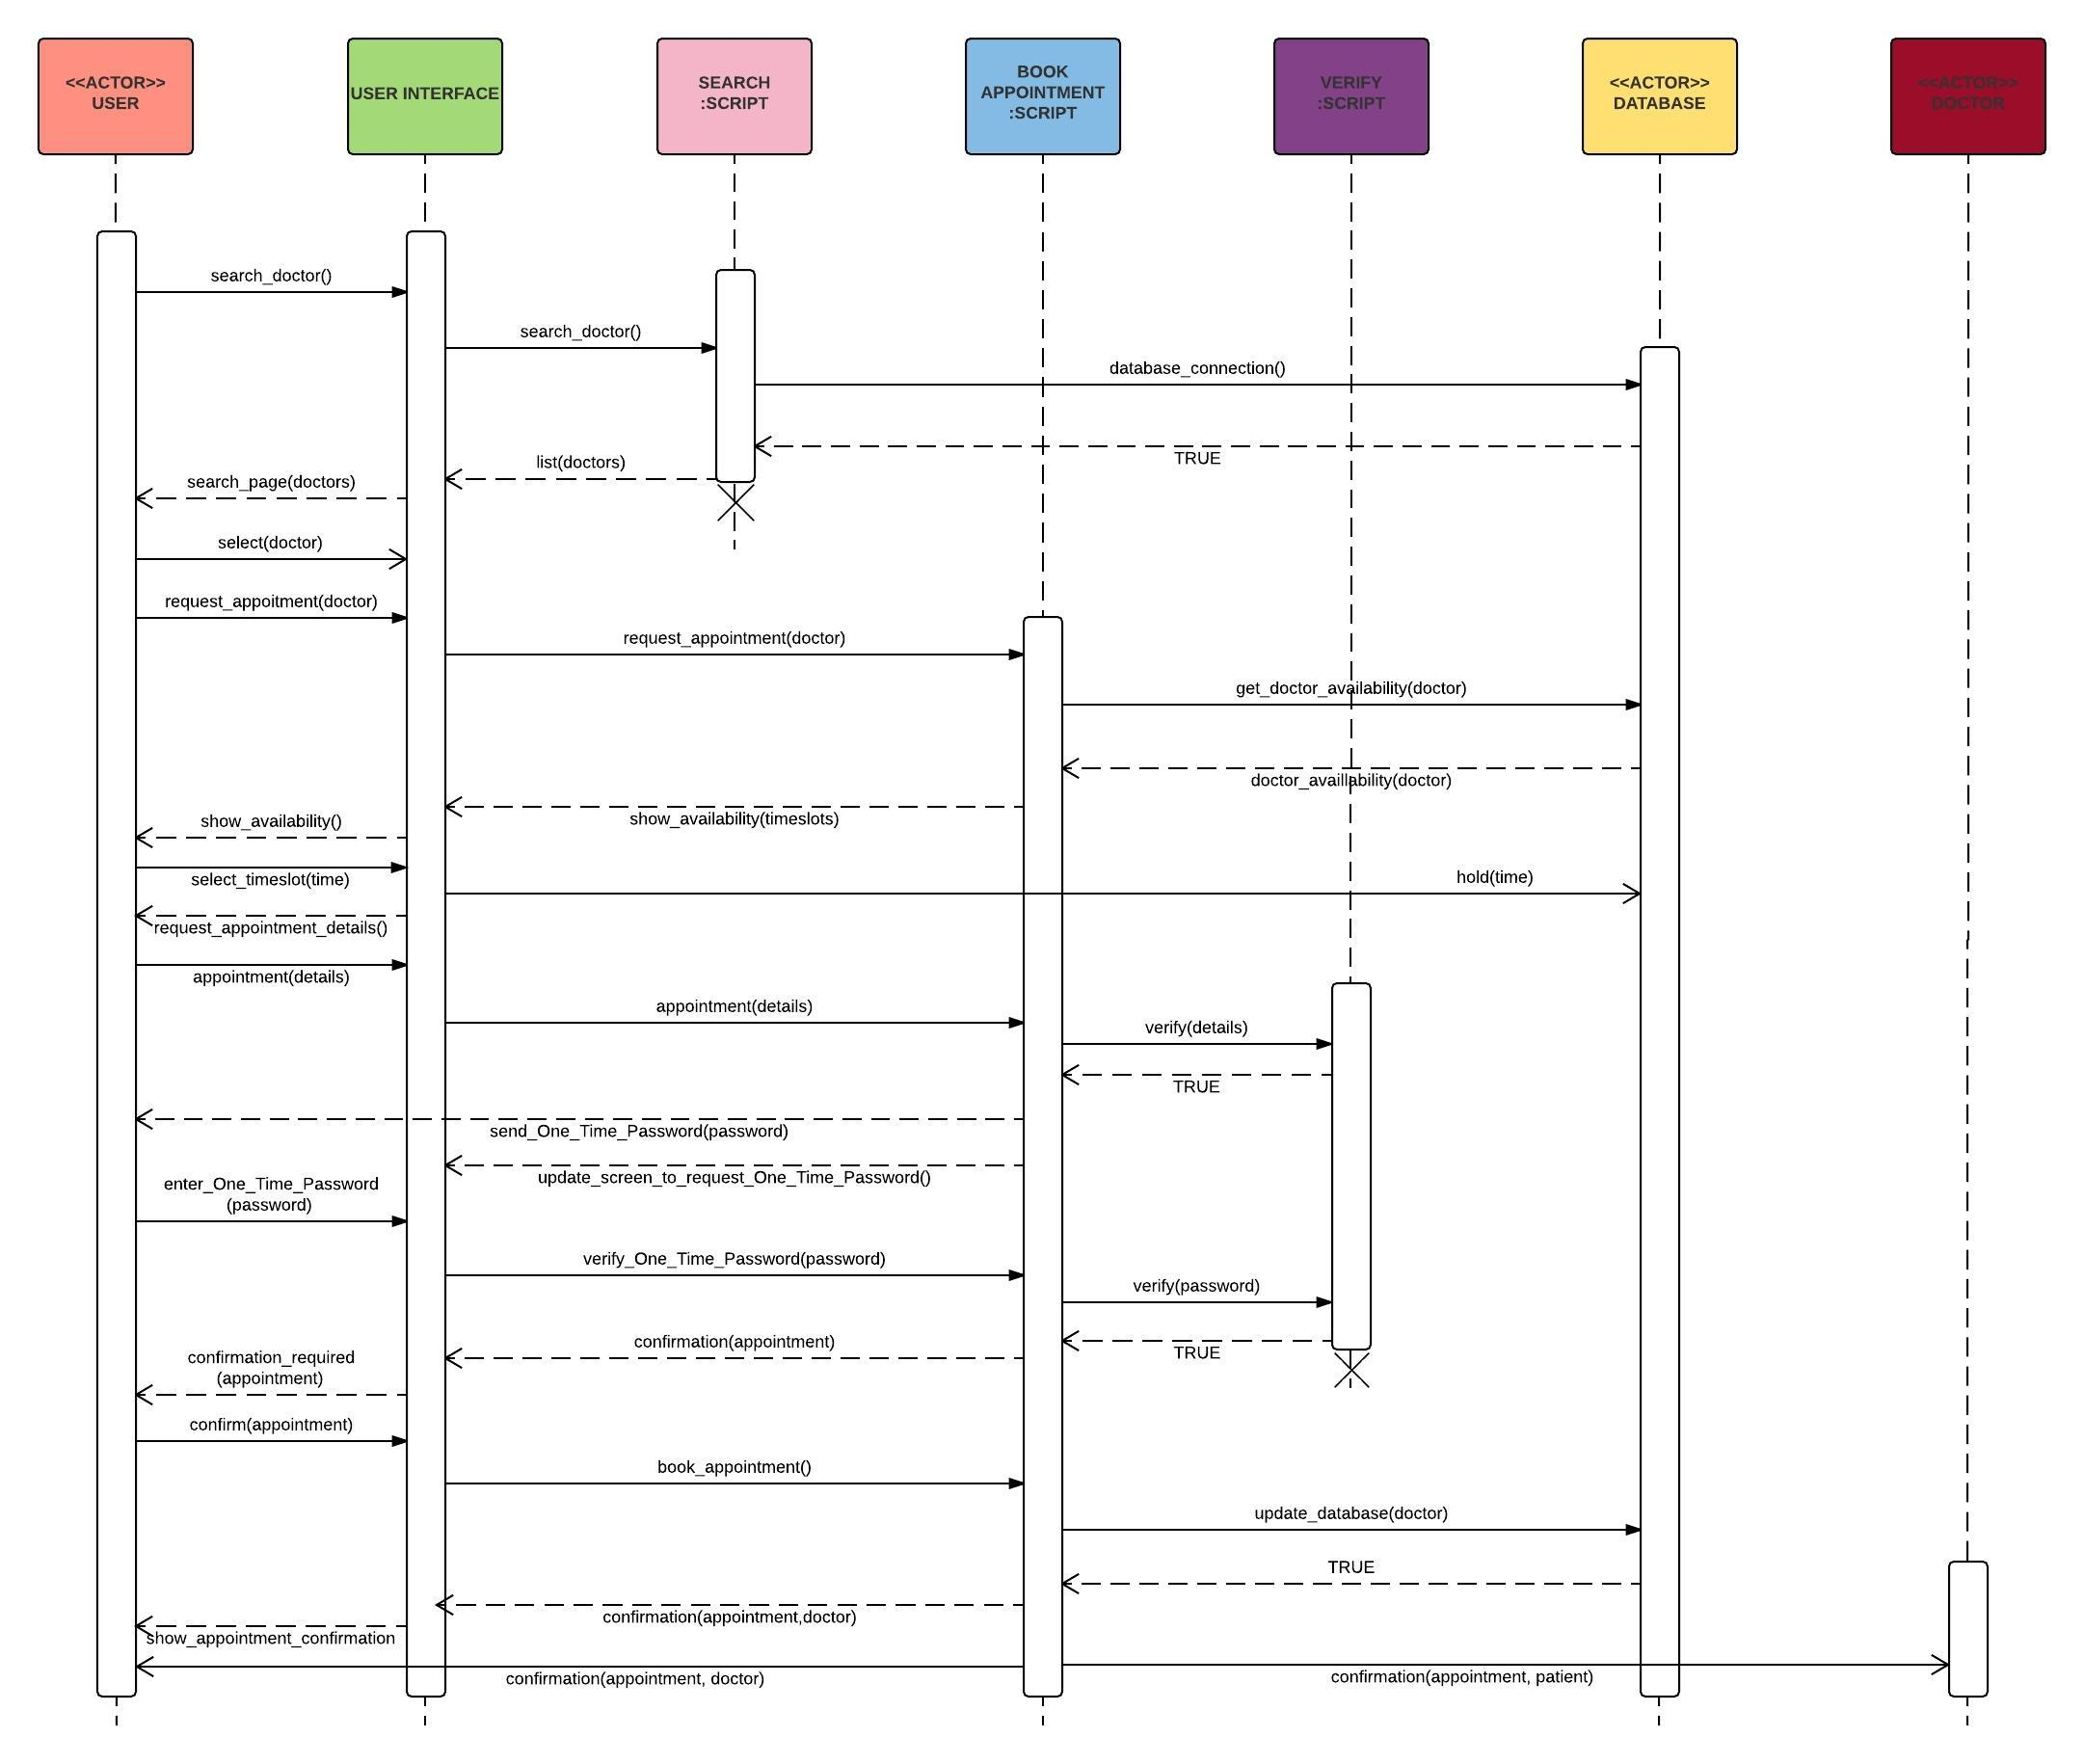 <<ACTOR>>
USER
USER INTERFACE
SEARCH
:SCRIPT
BOOK
APPOINTMENT
:SCRIPT
VERIFY
:SCRIPT
<<ACTOR>>
DATABASE
<<ACTOR>>
DOCTOR
search_doctor()
search_doctor()
database_connection()
TRUE
list(doctors)
search_page(doctors)
select(doctor)
request_appoitment(doctor)
request_appointment(doctor)
get_doctor_availability(doctor)
doctor_availlability(doctor)
show_availability(timeslots)
show_availability()
select_timeslot(time)
hold(time)
request_appointment_details()
appointment(details)
appointment(details)
verify(details)
TRUE
send_One_Time_Password(password)
update_screen_to_request_One_Time_Password()
enter_One_Time_Password
(password)
verify_One_Time_Password(password)
verify(password)
TRUE
confirmation(appointment)
confirmation_required
(appointment)
confirm(appointment)
book_appointment()
update_database(doctor)
TRUE
confirmation(appointment,doctor)
show_appointment_confirmation
confirmation(appointment, doctor)
confirmation(appointment, patient)